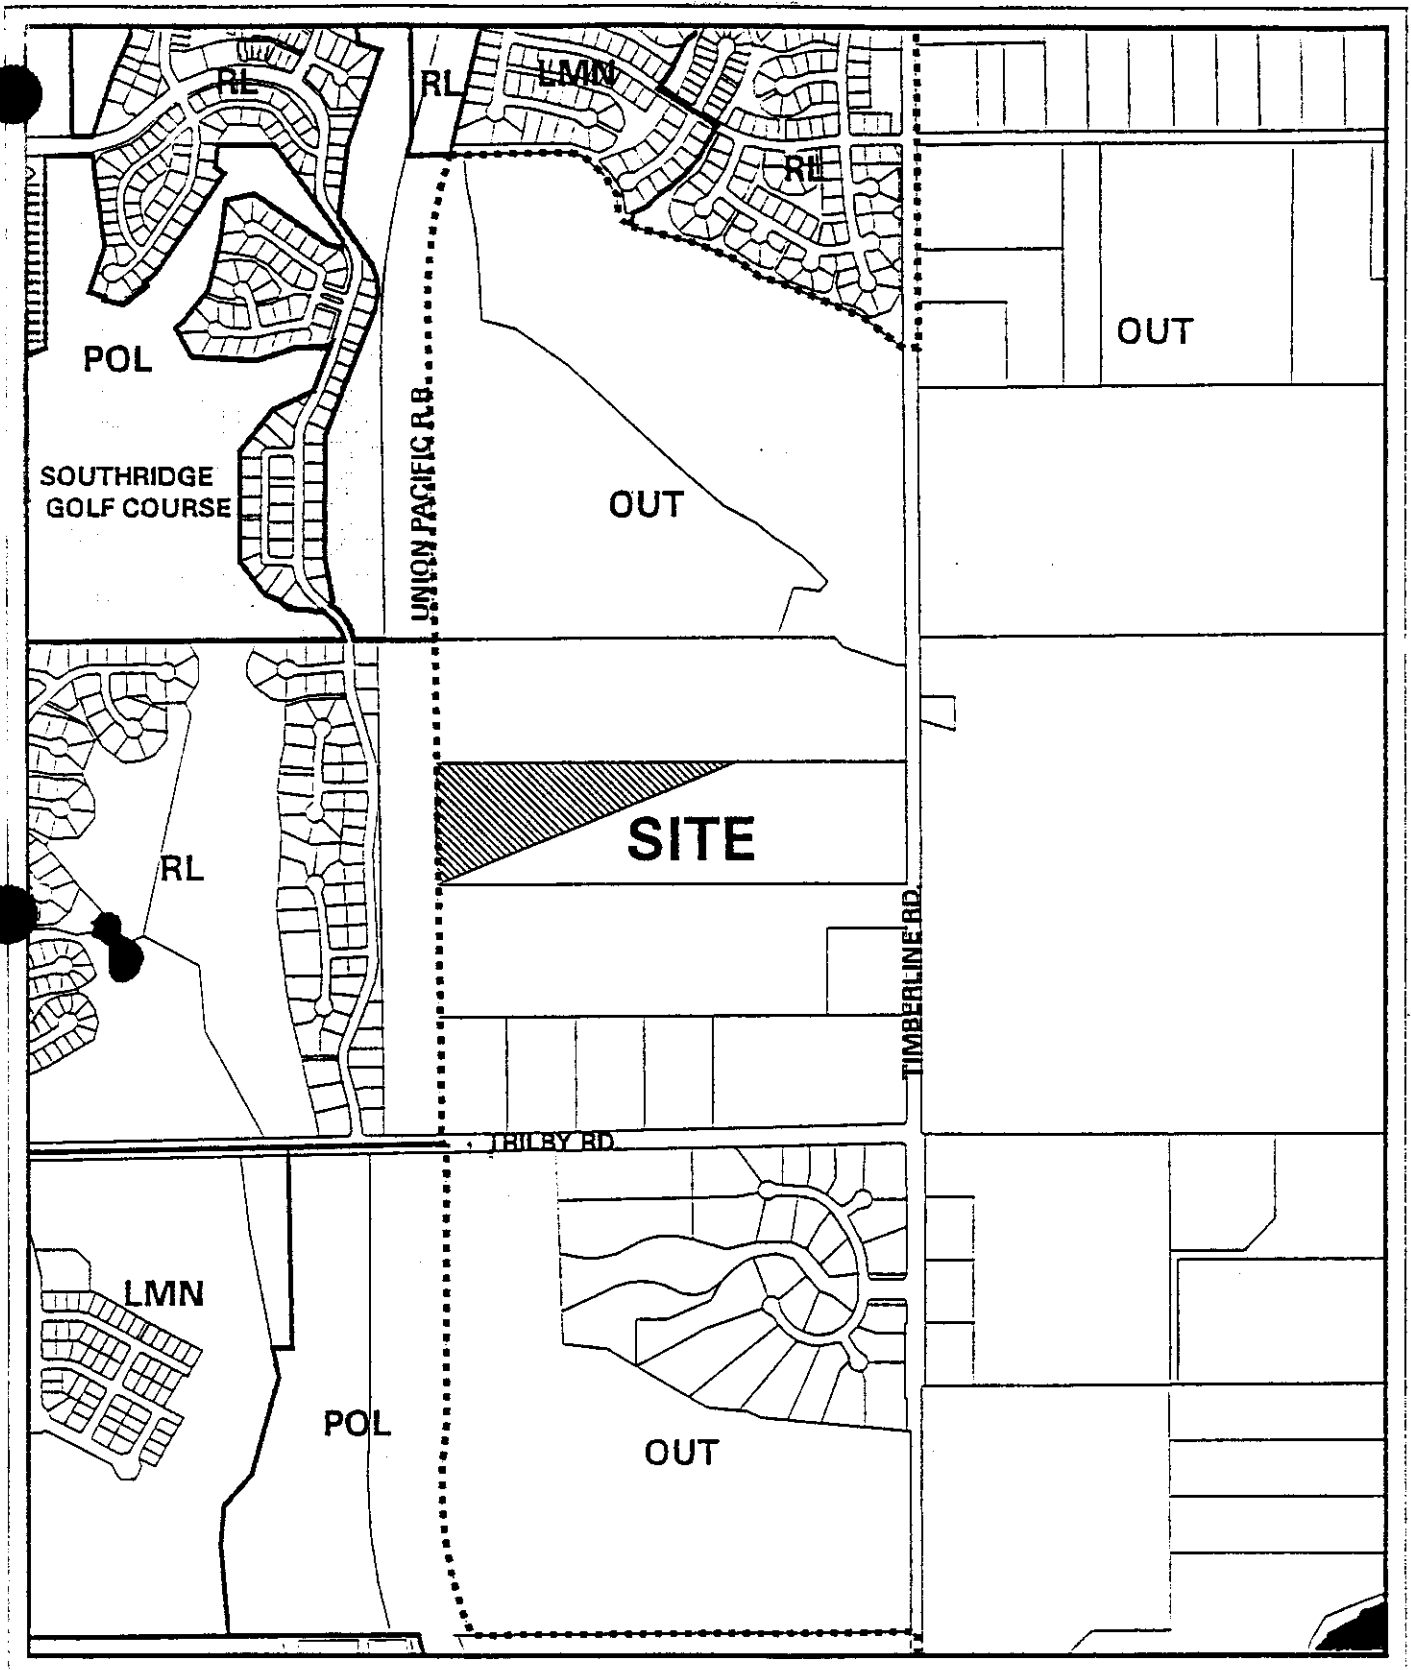 RL
RL
LMN
RL
POL
OUT
SOUTHRIDGE
GOLF COURSE
UNION PACIFIC R.R
OUT
SITE
RL
TIMBERLINE RD.
TRILBY RD.
LMN
POL
OUT